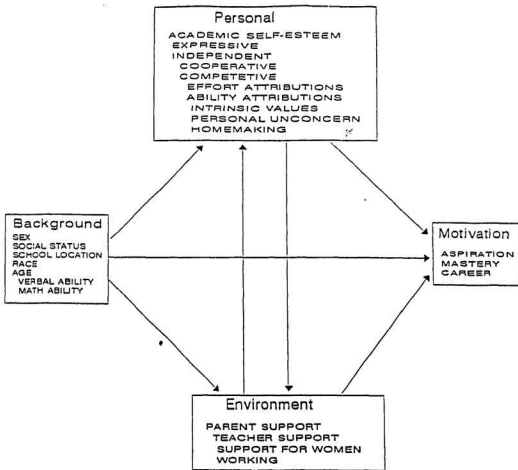 Personal
ACADEMIC SELF-ESTEEM
EXPRESSIVE
INDEPENDENT
COOPERATIVE
COMPETETIVE
EFFORT ATTRIBUTIONS
ABILITY ATTRIBUTIONS
INTRINSIC VALUES
PERSONAL UNCONCERN
HOMEMAKING
Background
SEX
SOCIAL STATUS
SCHOOL LOCATION
RACE
AGE
VERBAL ABILITY
MATH ABILITY
Motivation
ASPIRATION
MASTERY
CAREER
Environment
PARENT SUPPORT
TEACHER SUPPORT
SUPPORT FOR WOMEN
WORKING